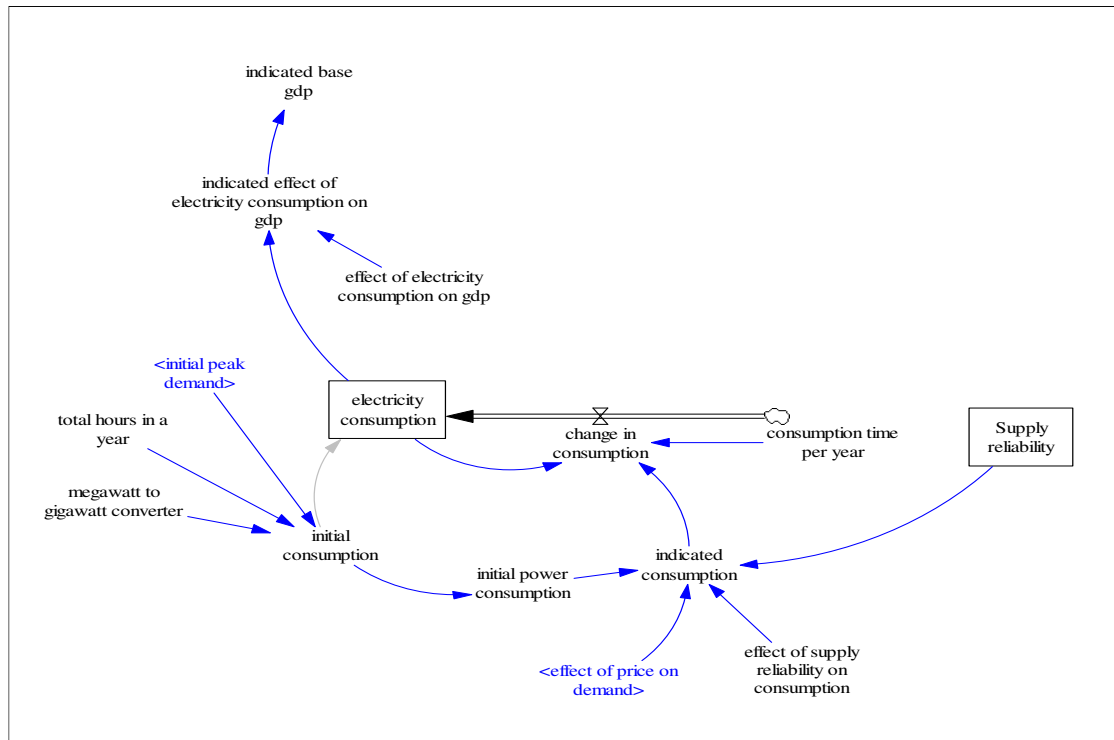 indicated base
gdp
indicated effect of
electricity consumption on
gdp
effect of electricity
consumption on gdp
<initial peak
demand>
total hours in a
year
megawatt to
gigawatt converter
electricity
consumption
change in
consumption
consumption time
per year
Supply
reliability
initial
consumption
initial power
consumption
indicated
consumption
<effect of price on
demand>
effect of supply
reliability on
consumption